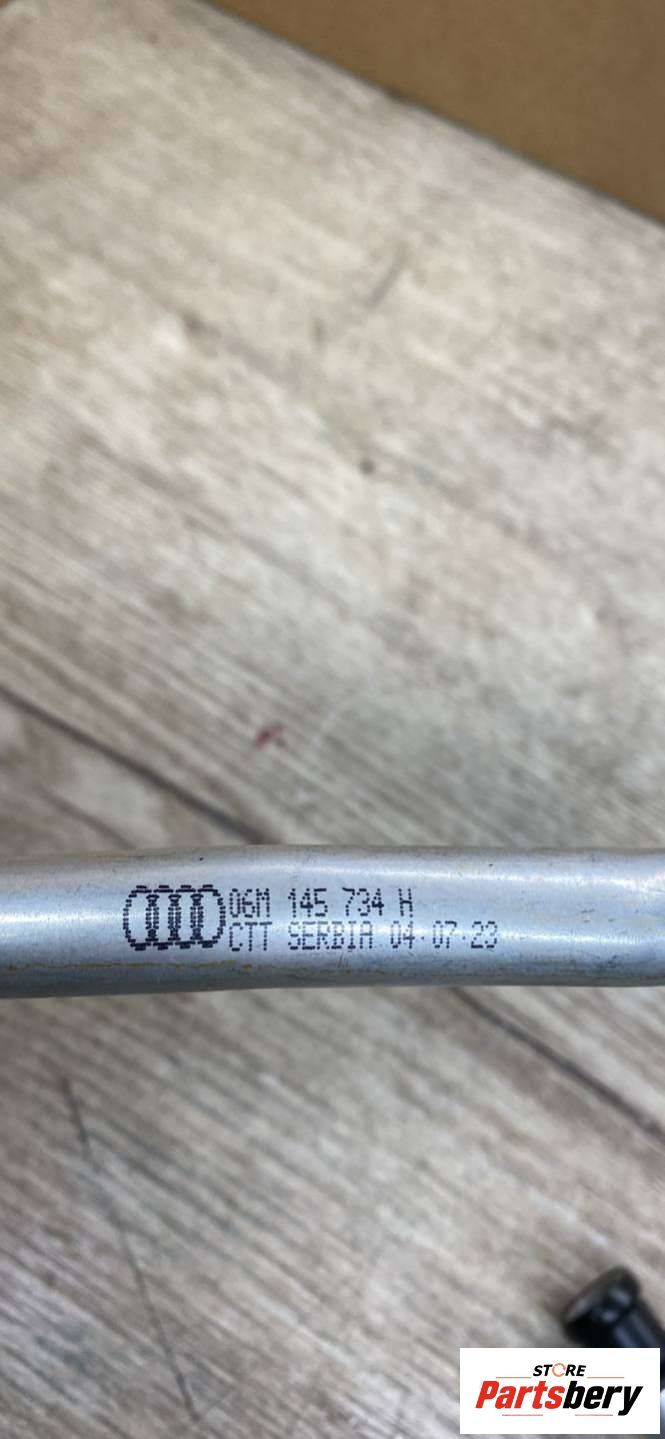 06M 145 734 H
CTT SERBIA 04·07·23
STORE
Partsbery